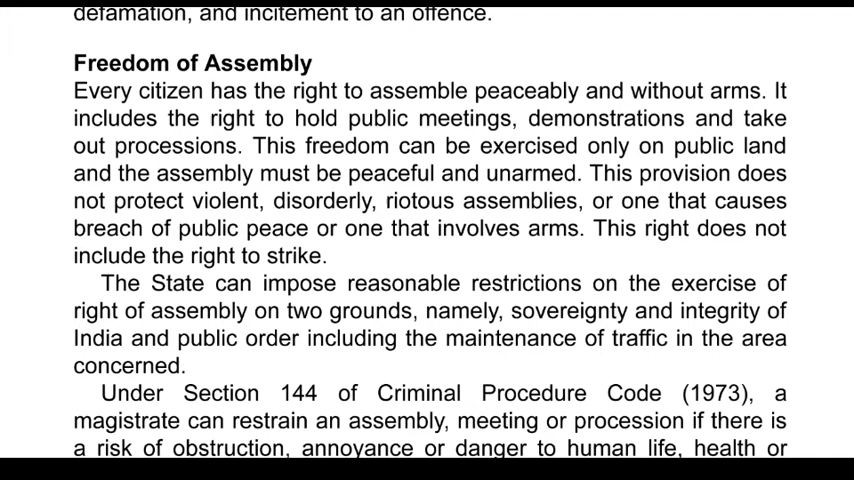 defamation, and incitement to an offence.
Freedom of Assembly
Every citizen has the right to assemble peaceably and without arms. It
includes the right to hold public meetings, demonstrations and take
out processions. This freedom can be exercised only on public land
and the assembly must be peaceful and unarmed. This provision does
not protect violent, disorderly, riotous assemblies, or one that causes
breach of public peace or one that involves arms. This right does not
include the right to strike.
The State can impose reasonable restrictions on the exercise of
right of assembly on two grounds, namely, sovereignty and integrity of
India and public order including the maintenance of traffic in the area
concerned.
Under Section 144 of Criminal Procedure Code (1973), a
magistrate can restrain an assembly, meeting or procession if there is
a risk of obstruction, annoyance or danger to human life, health or